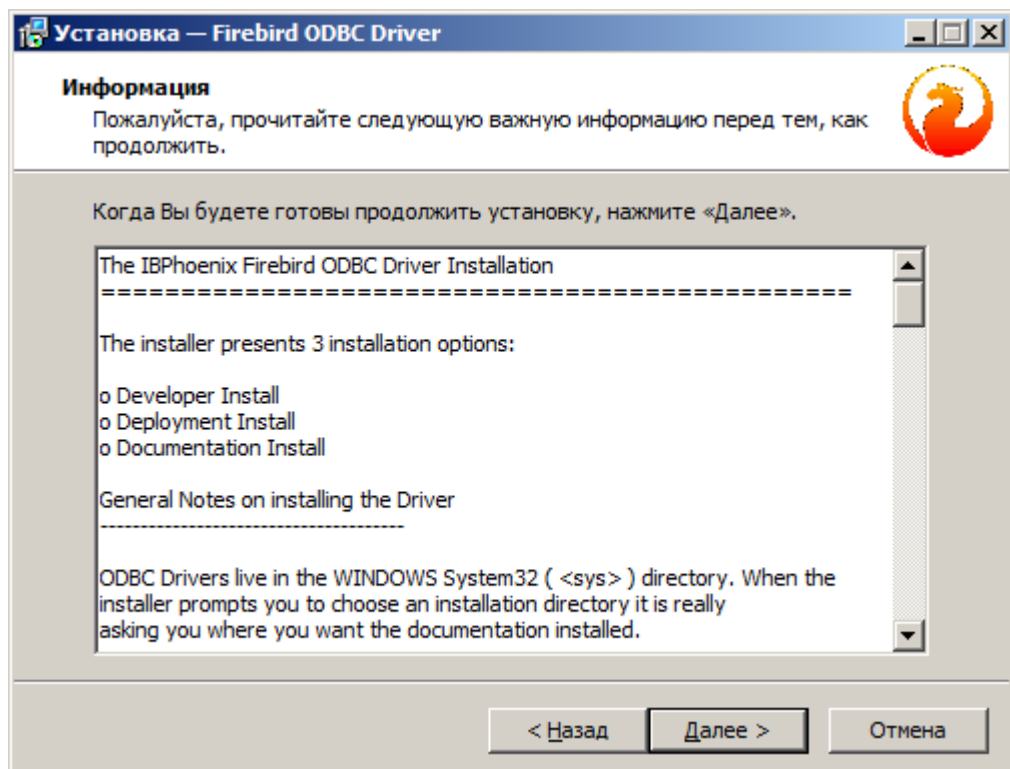 Установка — Firebird ODBC Driver
Информация
Пожалуйста, прочитайте следующую важную информацию перед тем, как
продолжить.
Когда Вы будете готовы продолжить установку, нажмите «Далее».
The IBPhoenix Firebird ODBC Driver Installation
===============================================
The installer presents 3 installation options:
o Developer Install
o Deployment Install
o Documentation Install
General Notes on installing the Driver
--------------------------------------
ODBC Drivers live in the WINDOWS System32 ( <sys> ) directory. When the
installer prompts you to choose an installation directory it is really
asking you where you want the documentation installed.
< Назад
Далее >
Отмена